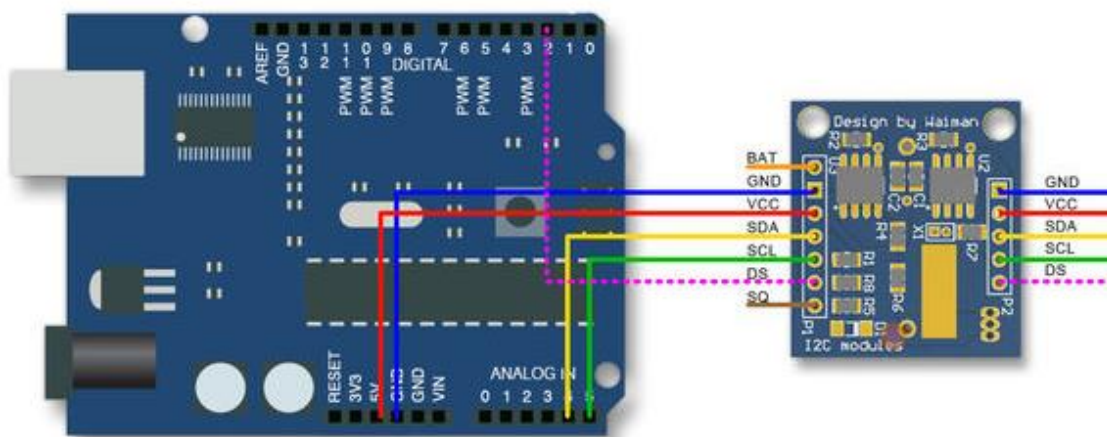 AREF
GND
13
12
11
01
9
8
7
6
5
4
3
2
1
0
PWM
PWM
PWM
PWM
PWM
PWM
DIGITAL
Design by Waiman
R2
R3
U3
U2
C2
C1
R4
X1
R7
R1
R8
R5
R6
D1
P1
P2
I2C modules
BAT
GND
VCC
SDA
SCL
DS
SQ
GND
VCC
SDA
SCL
DS
ANALOG IN
RESET
3V3
5V
GND
GND
VIN
0
1
2
3
4
5